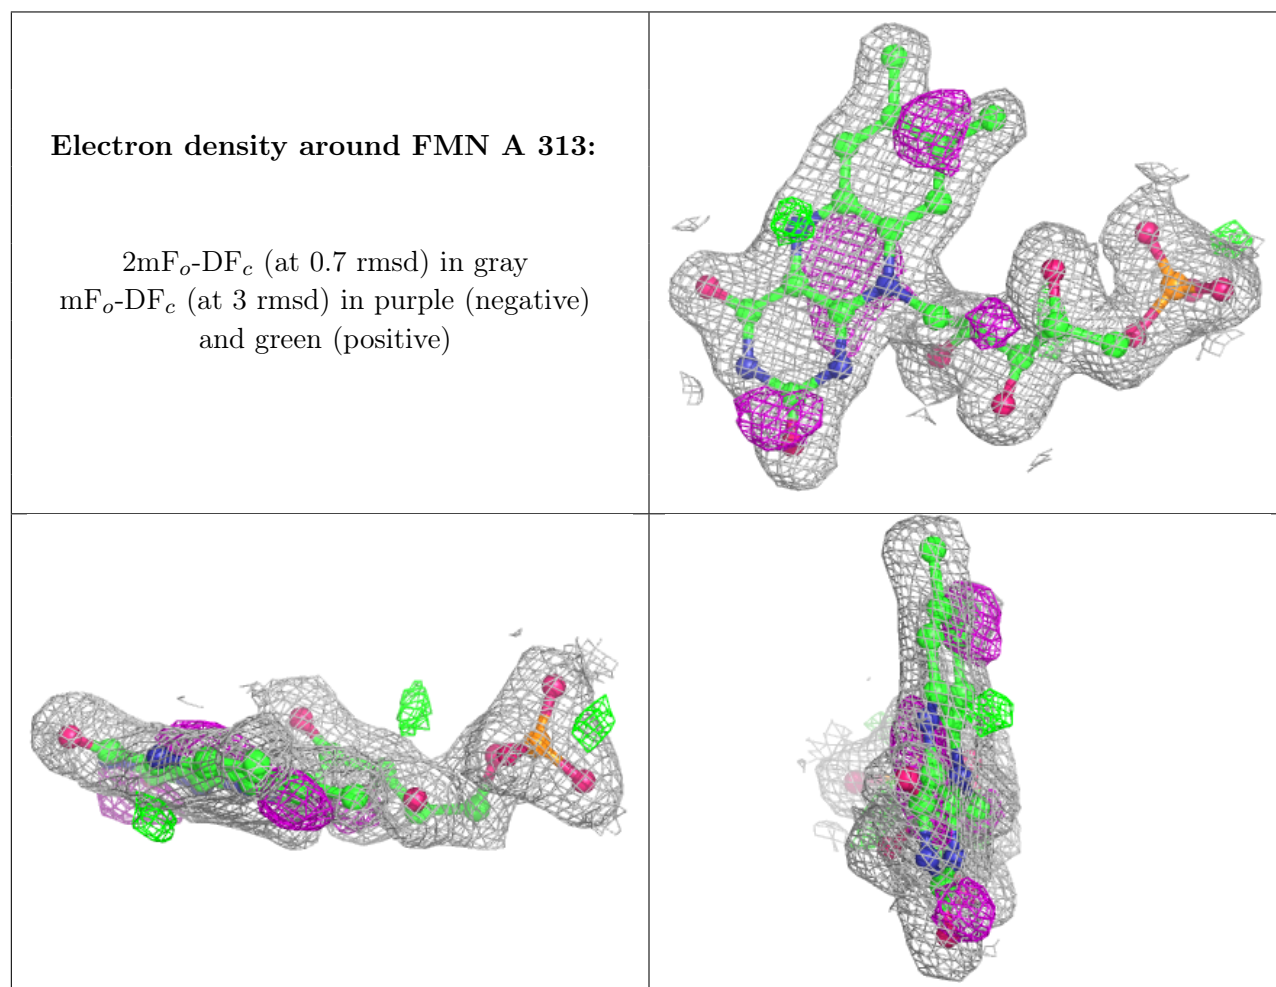 Electron density around FMN A 313:
2mFo-DFc (at 0.7 rmsd) in gray
mFo-DFc (at 3 rmsd) in purple (negative)
and green (positive)